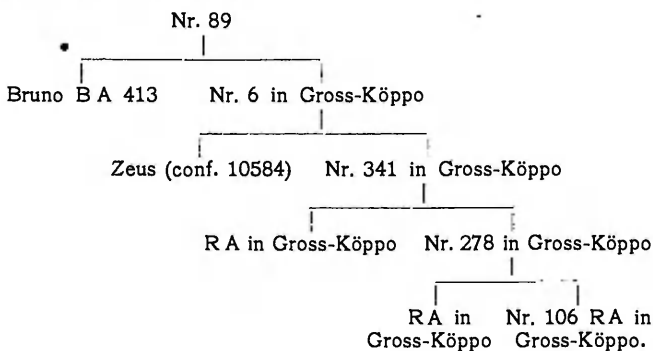 Nr. 89
Bruno B A 413 Nr. 6 in Gross-Köppo
Zeus (conf. 10584) Nr. 341 in Gross-Köppo
R A in Gross-Köppo Nr. 278 in Gross-Köppo
R A in Nr. 106 R A in
Gross-Köppo Gross-Köppo.